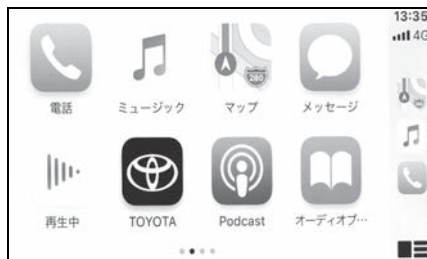 13:35
4G
電話
ミュージック
マップ
メッセージ
280
再生中
TOYOTA
Podcast
オーディオブ…